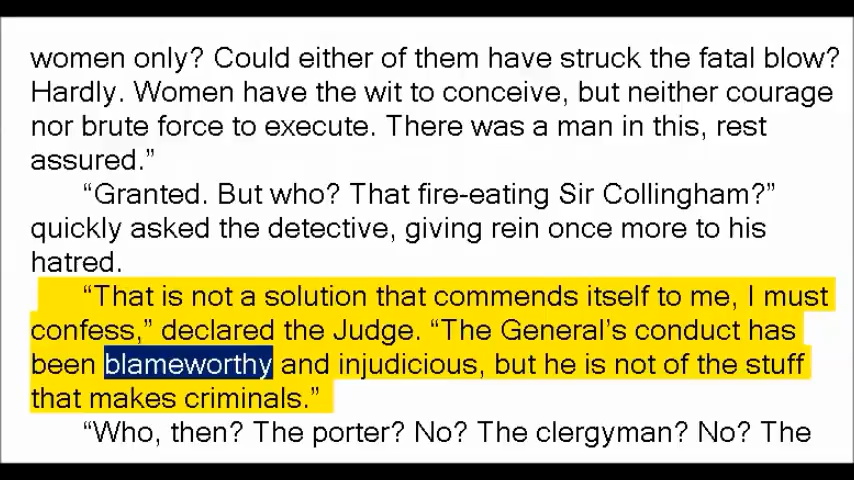 women only? Could either of them have struck the fatal blow?
Hardly. Women have the wit to conceive, but neither courage
nor brute force to execute. There was a man in this, rest
assured.”
“Granted. But who? That fire-eating Sir Collingham?”
quickly asked the detective, giving rein once more to his
hatred.
“That is not a solution that commends itself to me, I must
confess,” declared the Judge. “The General’s conduct has
been blameworthy and injudicious, but he is not of the stuff
that makes criminals.”
“Who, then? The porter? No? The clergyman? No? The